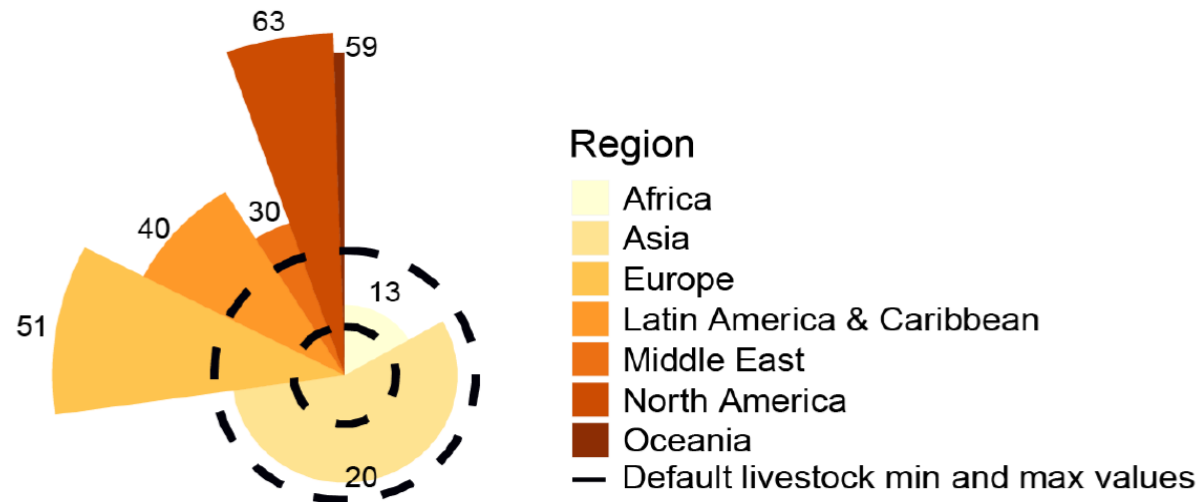 63
59
40
30
13
51
20
Region
Africa
Asia
Europe
Latin America & Caribbean
Middle East
North America
Oceania
Default livestock min and max values